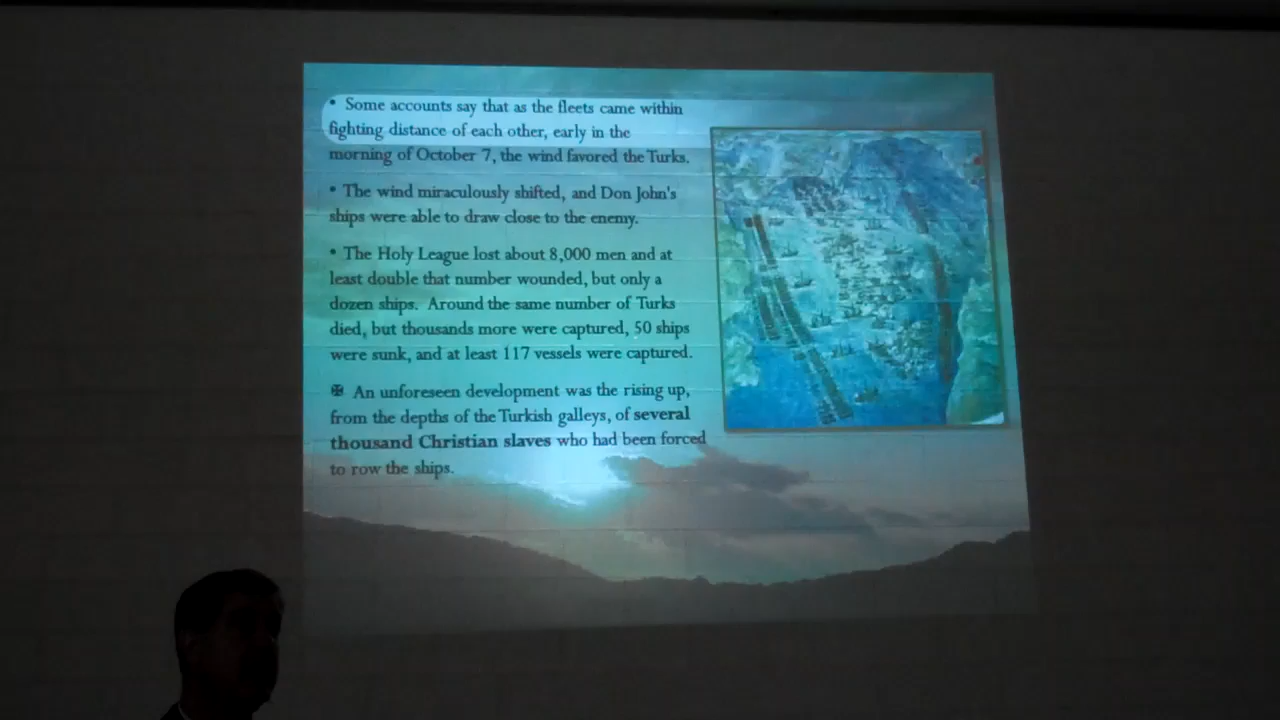 • Some accounts say that as the fleets came within
fighting distance of each other, early in the
morning of October 7, the wind favored the Turks.
• The wind miraculously shifted, and Don John's
ships were able to draw close to the enemy.
• The Holy League lost about 8,000 men and at
least double that number wounded, but only a
dozen ships. Around the same number of Turks
died, but thousands more were captured, 50 ships
were sunk, and at least 117 vessels were captured.
✠ An unforeseen development was the rising up,
from the depths of the Turkish galleys, of several
thousand Christian slaves who had been forced
to row the ships.